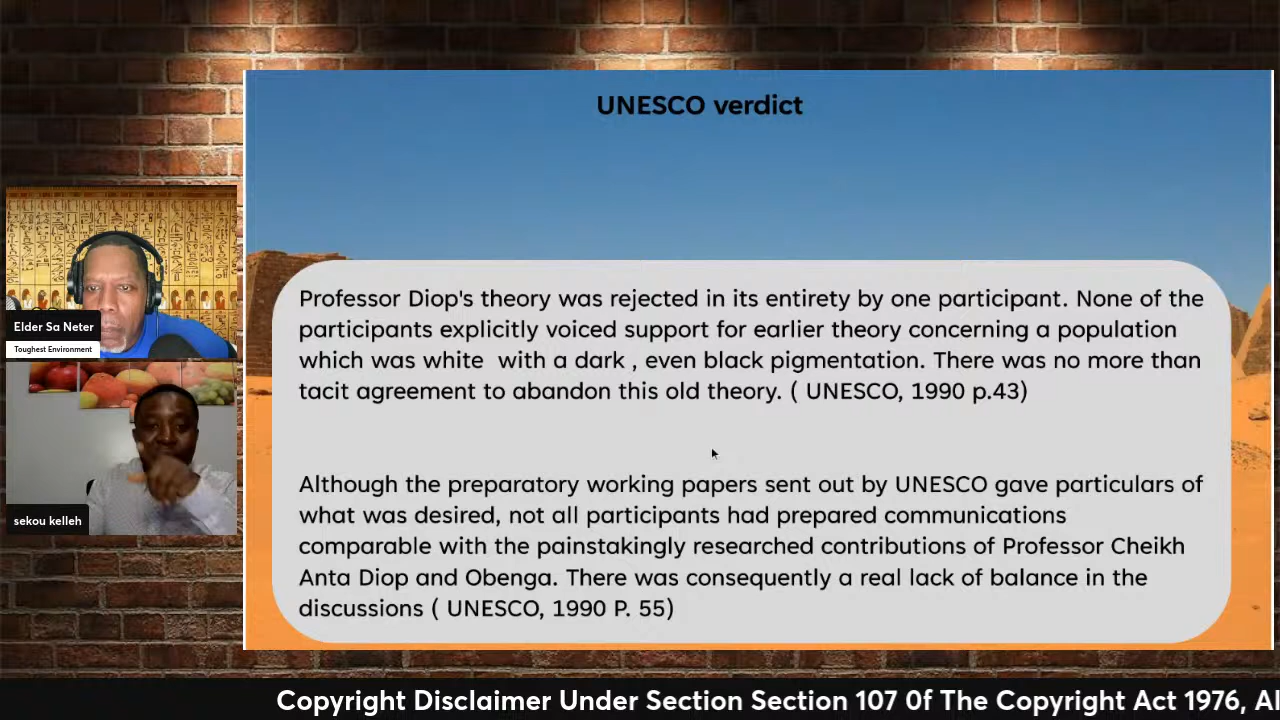 UNESCO verdict
Professor Diop's theory was rejected in its entirety by one participant. None of the
participants explicitly voiced support for earlier theory concerning a population
which was white  with a dark , even black pigmentation. There was no more than
tacit agreement to abandon this old theory. ( UNESCO, 1990 p.43)
Although the preparatory working papers sent out by UNESCO gave particulars of
what was desired, not all participants had prepared communications
comparable with the painstakingly researched contributions of Professor Cheikh
Anta Diop and Obenga. There was consequently a real lack of balance in the
discussions ( UNESCO, 1990 P. 55)
Elder Sa Neter
Toughest Environment
sekou kelleh
Copyright Disclaimer Under Section Section 107 0f The Copyright Act 1976, Al